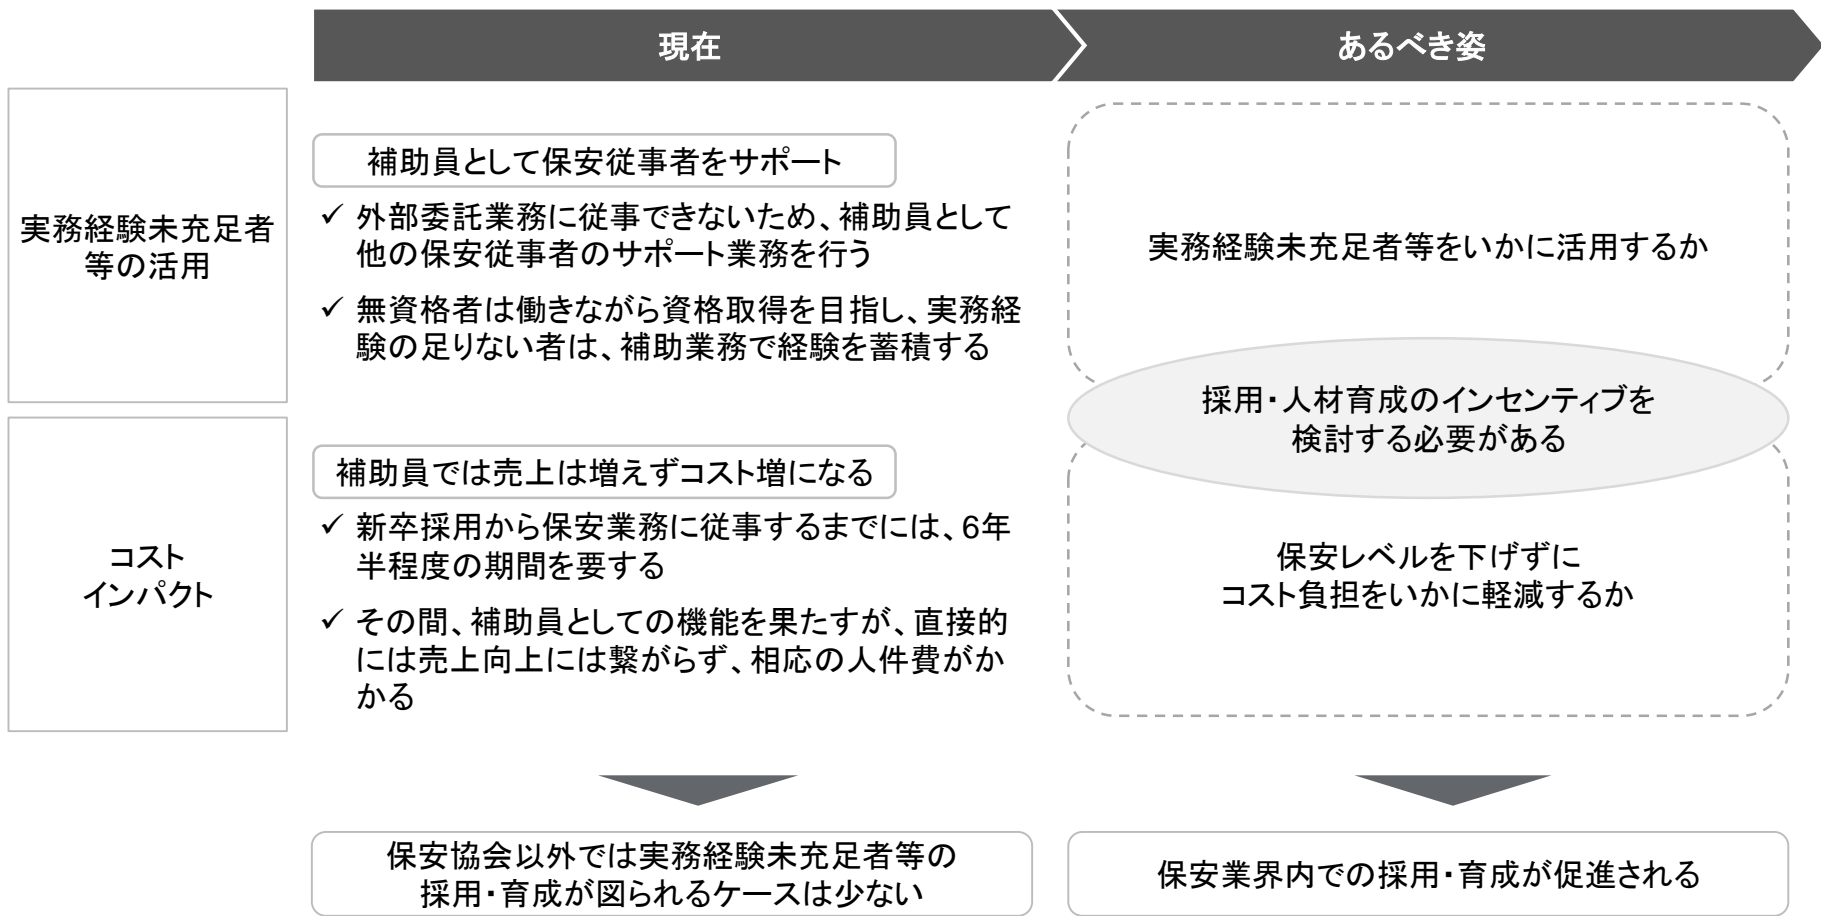 現在
あるべき姿
実務経験未充足者
等の活用
補助員として保安従事者をサポート
✓ 外部委託業務に従事できないため、補助員として
他の保安従事者のサポート業務を行う
✓ 無資格者は働きながら資格取得を目指し、実務経
験の足りない者は、補助業務で経験を蓄積する
実務経験未充足者等をいかに活用するか
採用・人材育成のインセンティブを
検討する必要がある
コスト
インパクト
補助員では売上は増えずコスト増になる
✓ 新卒採用から保安業務に従事するまでには、6年
半程度の期間を要する
✓ その間、補助員としての機能を果たすが、直接的
には売上向上には繋がらず、相応の人件費がか
かる
保安レベルを下げずに
コスト負担をいかに軽減するか
保安協会以外では実務経験未充足者等の
採用・育成が図られるケースは少ない
保安業界内での採用・育成が促進される